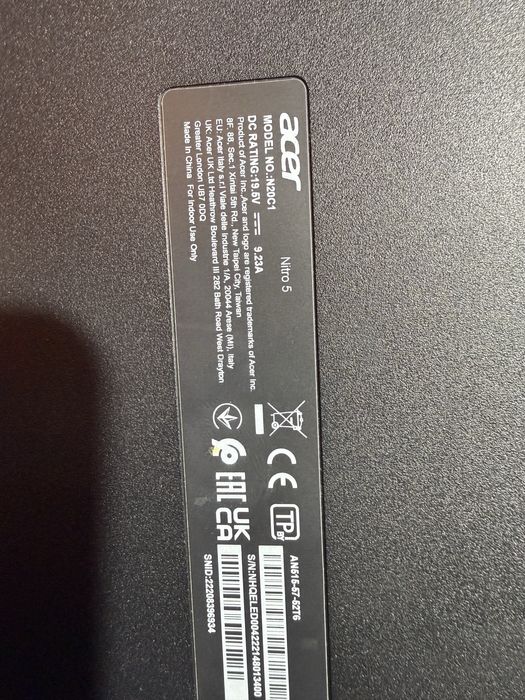 acer
Nitro 5
MODEL NO.:N20C1
DC RATING:19.5V 9.23A
Product of Acer Inc,Acer and logo are registered trademarks of Acer Inc.
8F, 88, Sec.1 Xintai 5th Rd., New Taipei City, Taiwan
EU: Acer Italy s.r.l Viale delle Industrie 1/A, 20044 Arese (MI), Italy
UK: Acer UK Ltd Heathrow Boulevard III 282 Bath Road West Drayton
Greater London UB7 0DQ
Made In China For Indoor Use Only
CE
TP
BY
EAC
UK
CA
AN515-57-52T6
S/N:NHQELED004222148013400
SNID:22208396934